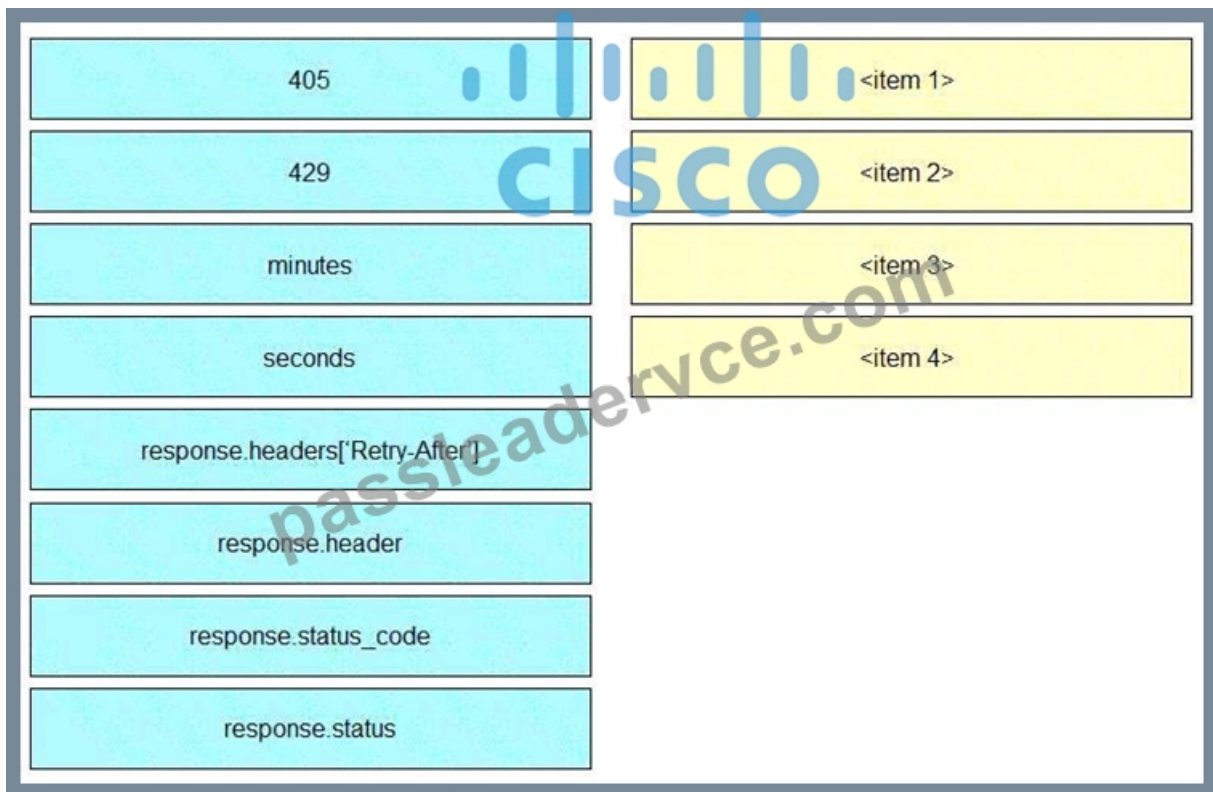 405
<item 1>
CISCO
429
<item 2>
minutes
<item 3>
seconds
<item 4>
passleadervce.com
response.headers['Retry-After']
response.header
response.status_code
response.status